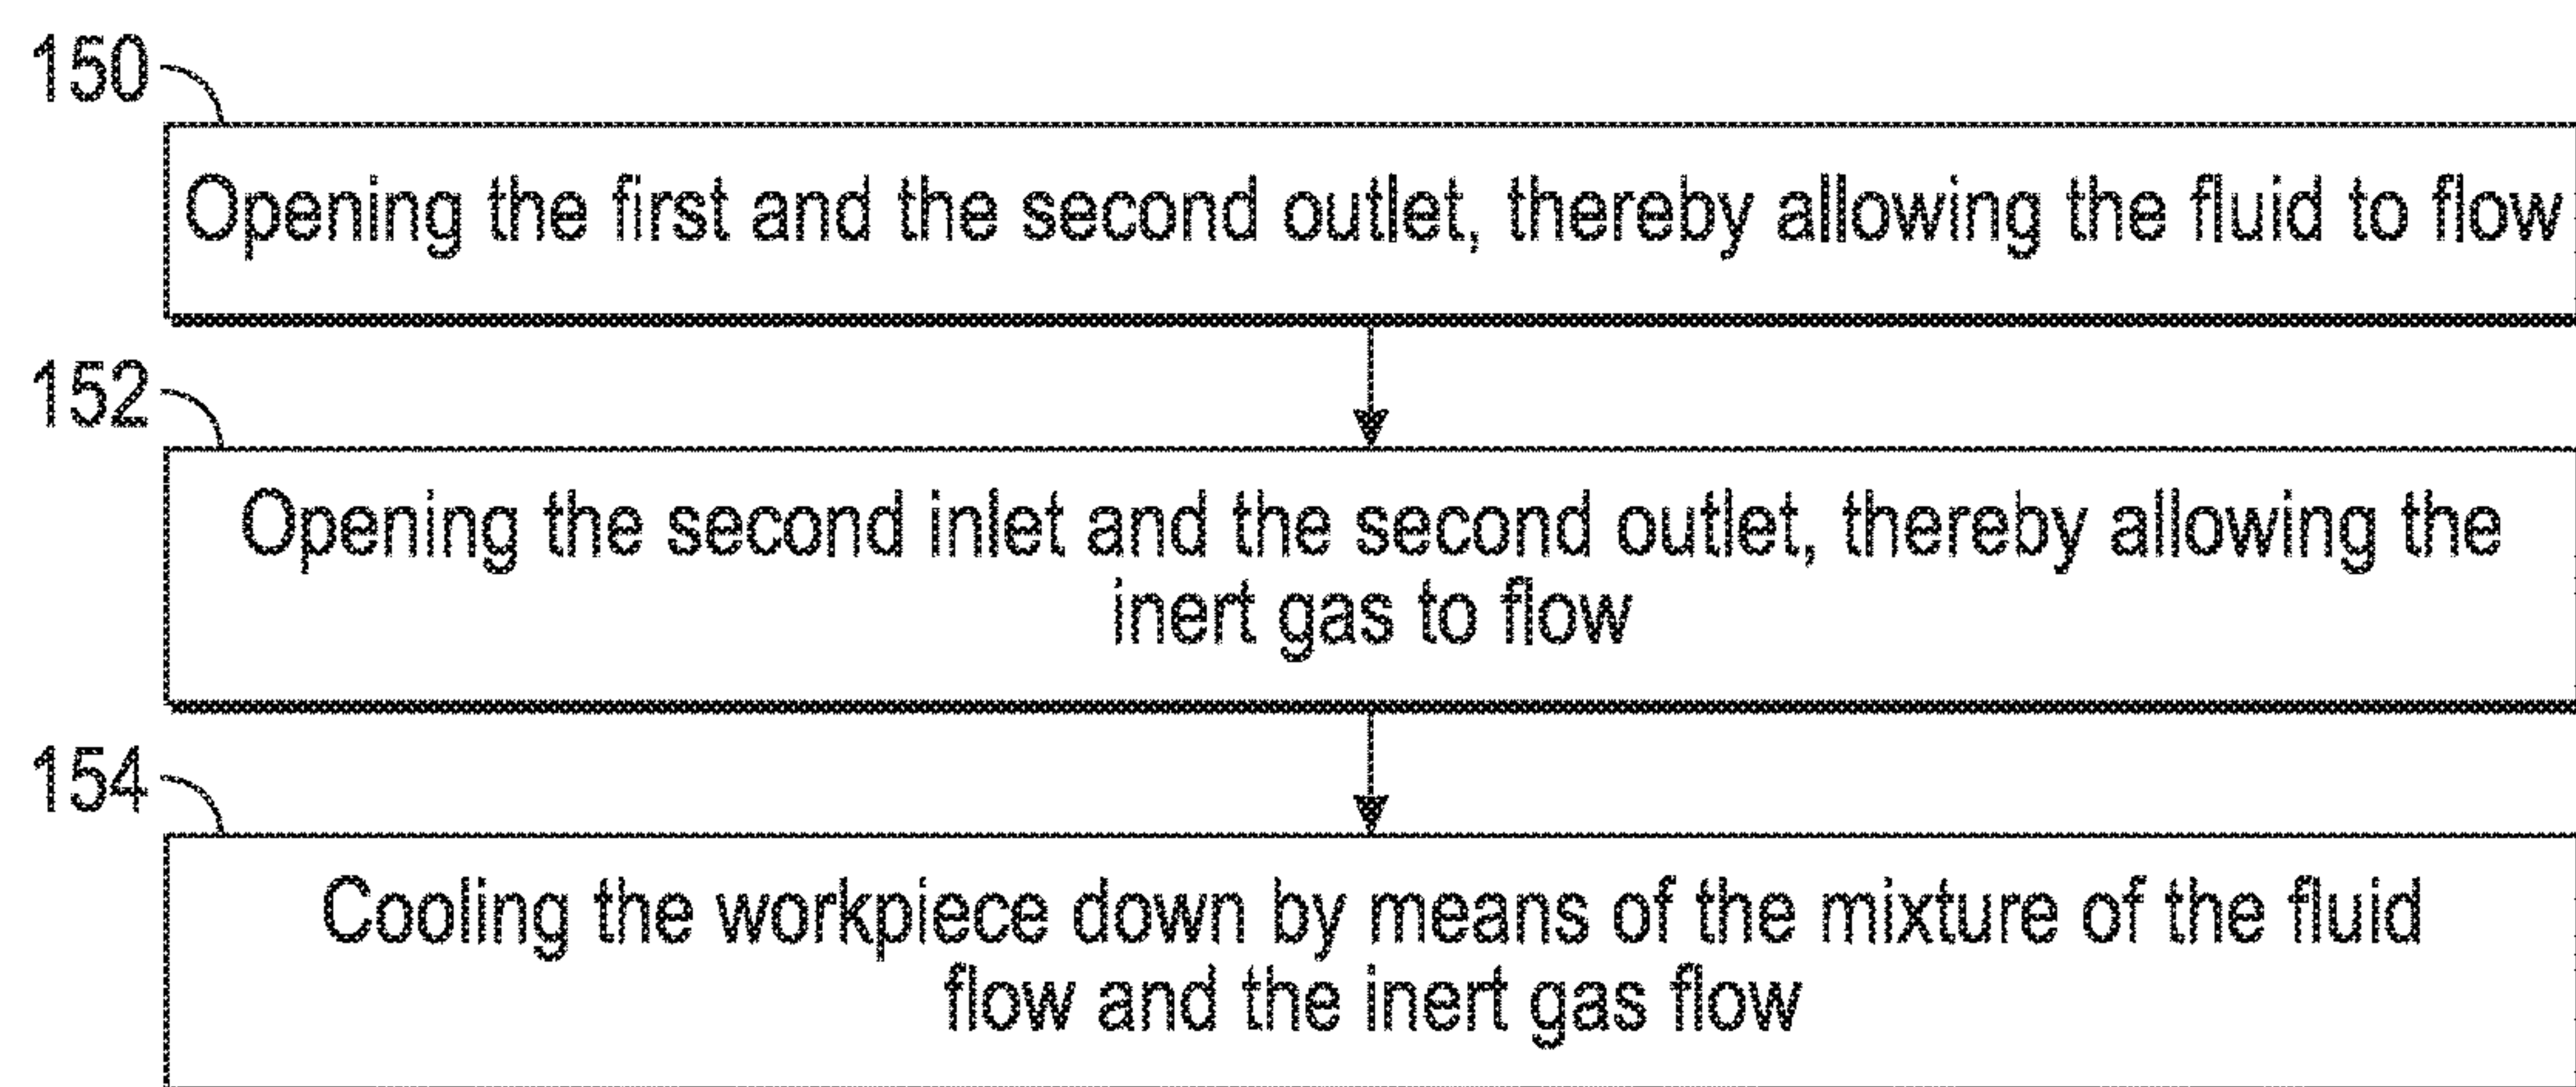 150
Opening the first and the second outlet, thereby allowing the fluid to flow
152
Opening the second inlet and the second outlet, thereby allowing the
inert gas to flow
154
Cooling the workpiece down by means of the mixture of the fluid
flow and the inert gas flow